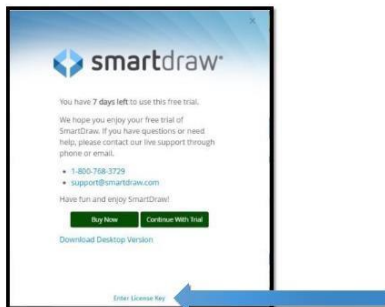 x
smartdraw
You have 7 days left to use this free trial.
We hope you enjoy your free trial of
SmartDraw. If you have questions or need
help, please contact our live support through
phone or email.
• 1-800-768-3729
• support@smartdraw.com
Have fun and enjoy SmartDraw!
Buy Now Continue With Trial
Download Desktop Version
Enter License Key